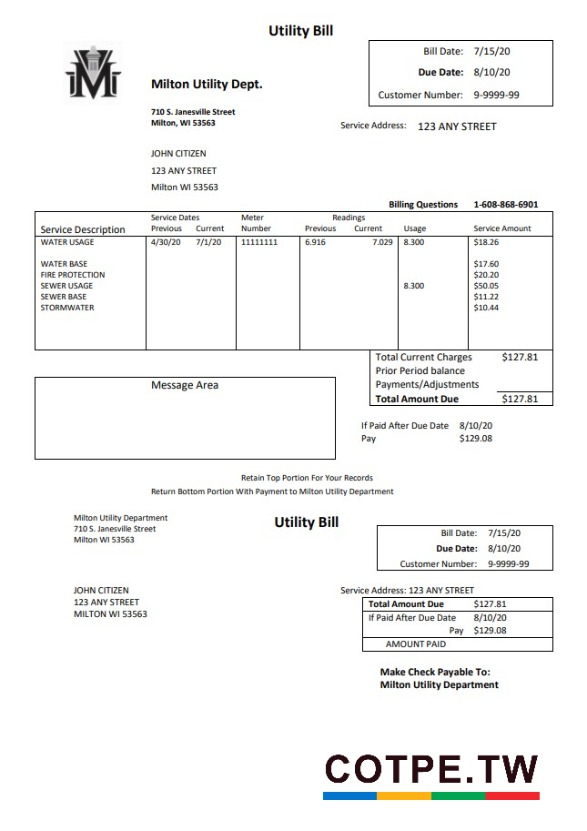 Utility Bill
Bill Date: 7/15/20
Milton Utility Dept.
Due Date: 8/10/20
Customer Number: 9-9999-99
710 S. Janesville Street
Milton, WI 53563
Service Address: 123 ANY STREET
JOHN CITIZEN
123 ANY STREET
Milton WI 53563
Billing Questions 1-608-868-6901
Service Dates Meter Readings
Service Description Previous Current Number Previous Current Usage Service Amount
WATER USAGE 4/30/20 7/1/20 11111111 6.916 7.029 8.300 $18.26
WATER BASE $17.60
FIRE PROTECTION $20.20
SEWER USAGE 8.300 $50.05
SEWER BASE $11.22
STORMWATER $10.44
Total Current Charges $127.81
Prior Period balance
Payments/Adjustments
Total Amount Due $127.81
Message Area
If Paid After Due Date 8/10/20
Pay $129.08
Retain Top Portion For Your Records
Return Bottom Portion With Payment to Milton Utility Department
Milton Utility Department
710 S. Janesville Street
Milton WI 53563
Utility Bill
Bill Date: 7/15/20
Due Date: 8/10/20
Customer Number: 9-9999-99
JOHN CITIZEN
123 ANY STREET
MILTON WI 53563
Service Address: 123 ANY STREET
Total Amount Due $127.81
If Paid After Due Date 8/10/20
Pay $129.08
AMOUNT PAID
Make Check Payable To:
Milton Utility Department
COTPE.TW